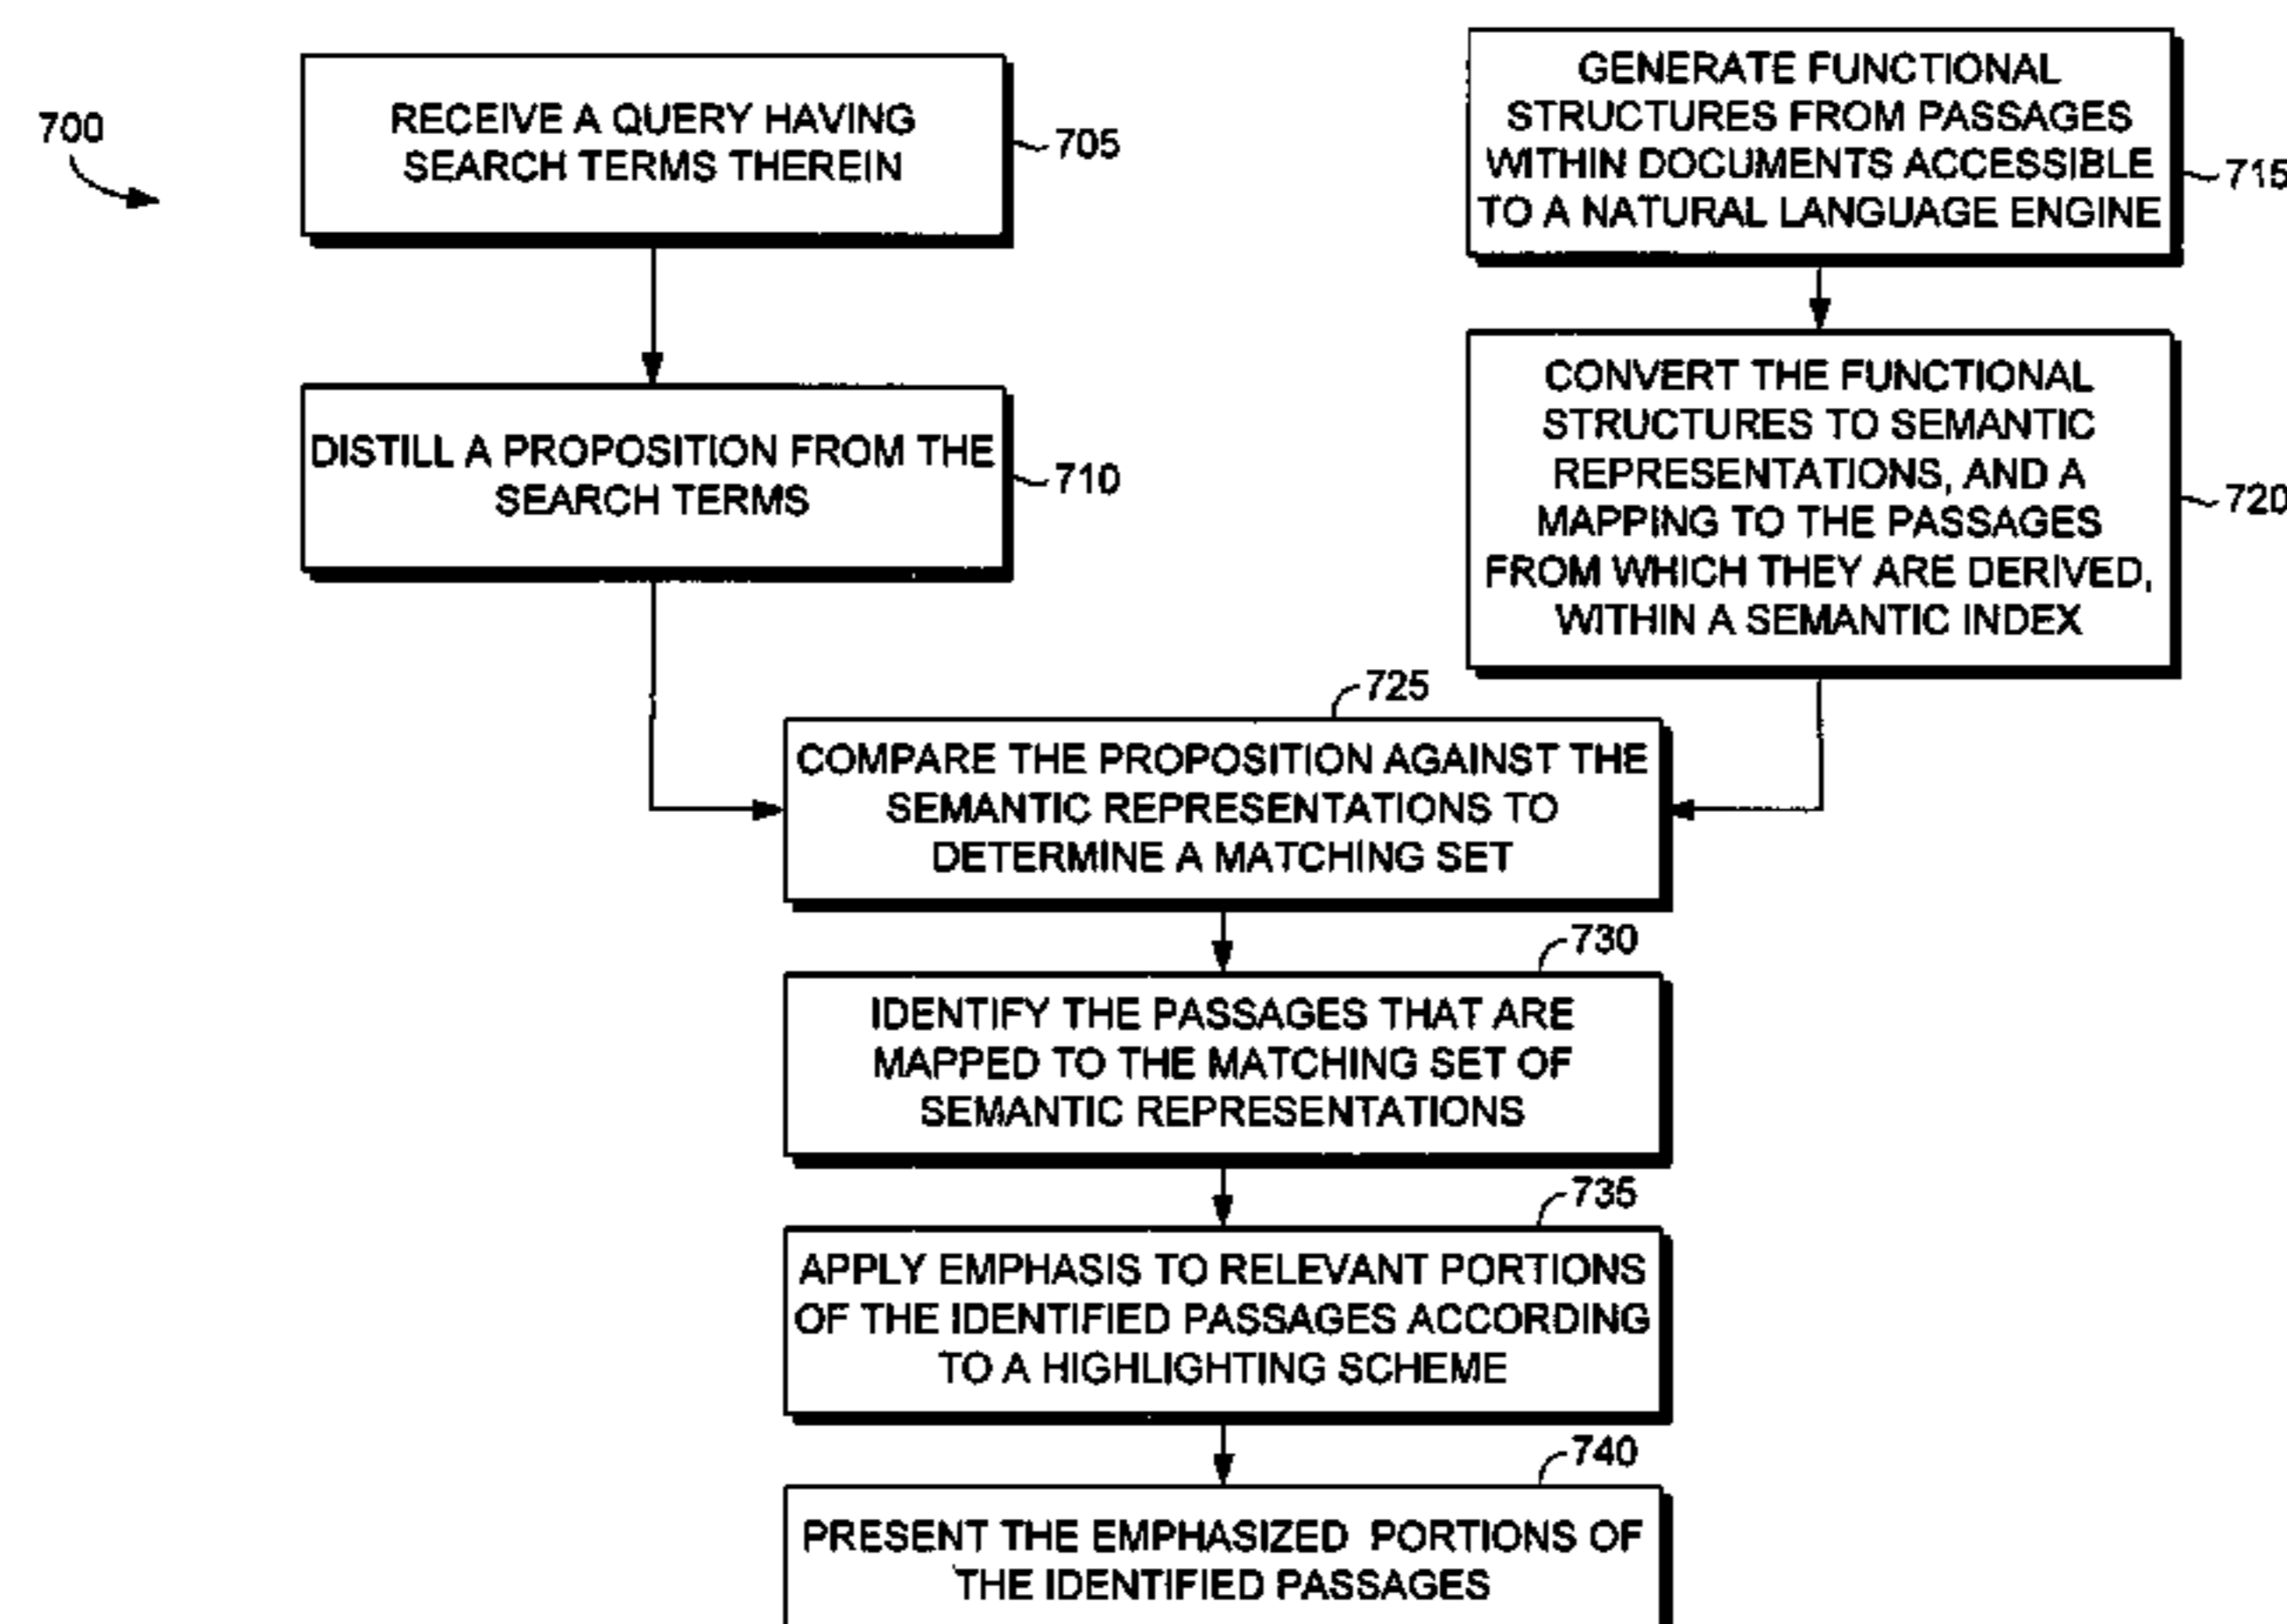 700
RECEIVE A QUERY HAVING
SEARCH TERMS THEREIN
705
DISTILL A PROPOSITION FROM THE
SEARCH TERMS
710
GENERATE FUNCTIONAL
STRUCTURES FROM PASSAGES
WITHIN DOCUMENTS ACCESSIBLE
TO A NATURAL LANGUAGE ENGINE
715
CONVERT THE FUNCTIONAL
STRUCTURES TO SEMANTIC
REPRESENTATIONS, AND A
MAPPING TO THE PASSAGES
FROM WHICH THEY ARE DERIVED,
WITHIN A SEMANTIC INDEX
720
725
COMPARE THE PROPOSITION AGAINST THE
SEMANTIC REPRESENTATIONS TO
DETERMINE A MATCHING SET
730
IDENTIFY THE PASSAGES THAT ARE
MAPPED TO THE MATCHING SET OF
SEMANTIC REPRESENTATIONS
735
APPLY EMPHASIS TO RELEVANT PORTIONS
OF THE IDENTIFIED PASSAGES ACCORDING
TO A HIGHLIGHTING SCHEME
740
PRESENT THE EMPHASIZED PORTIONS OF
THE IDENTIFIED PASSAGES